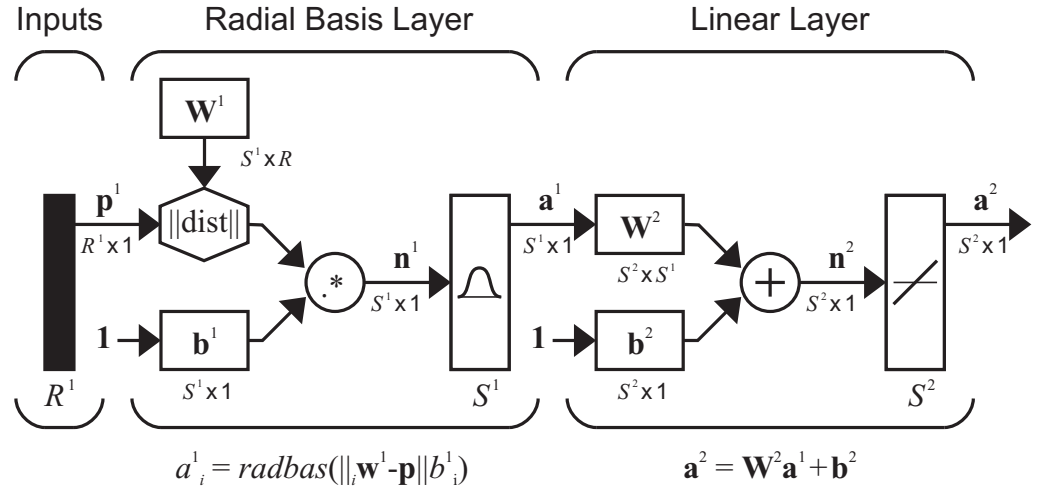 Inputs
Radial Basis Layer
Linear Layer
W¹
S¹ x R
p¹
R¹ x 1
||dist||
1
b¹
S¹ x 1
.*
n¹
S¹ x 1
a¹
S¹ x 1
W²
S² x S¹
1
b²
S² x 1
+
n²
S² x 1
a²
S² x 1
R¹
S¹
S²
a¹ᵢ = radbas(||ᵢw¹-p||b¹ᵢ)
a² = W²a¹+b²